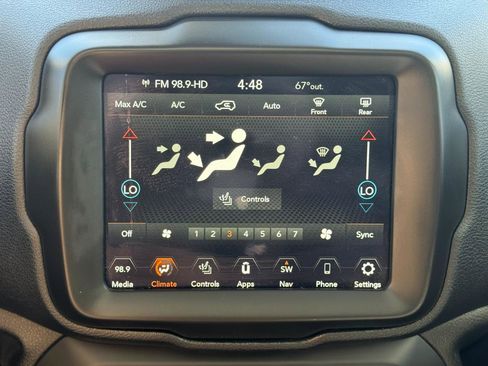 FM 98.9-HD 4:48 67° out.
Max A/C A/C Auto Front Rear
LO LO
Controls
Off 1 2 3 4 5 6 7 Sync
98.9 SW
Media Climate Controls Apps Nav Phone Settings